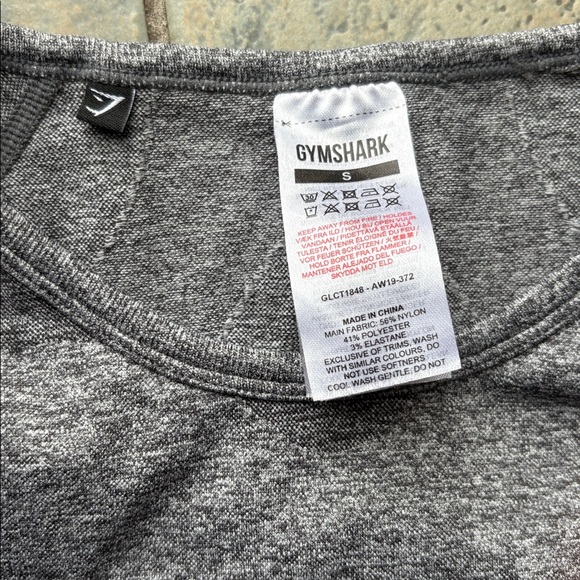 GYMSHARK
S
30
KEEP AWAY FROM FIRE / HOLDES
VÆK FRA ILD / HOU BIJ OPEN VUUR
VANDAAN / PIDETTÄVÄ ETÄÄLLÄ
TULESTA / TENIR ÉLOIGNÉ DU FEU /
VOR FEUER SCHÜTZEN /
HOLD BORTE FRA FLAMMER /
MANTENER ALEJADO DEL FUEGO /
SKYDDA MOT ELD
GLCT1848 - AW19-372
MADE IN CHINA
MAIN FABRIC: 56% NYLON
41% POLYESTER
3% ELASTANE
EXCLUSIVE OF TRIMS. WASH
WITH SIMILAR COLOURS, DO
NOT USE SOFTNERS
COOL WASH GENTLE: DO NOT